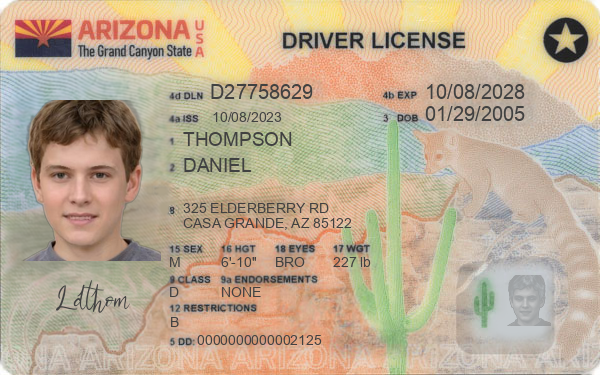 ARIZONA USA
The Grand Canyon State
DRIVER LICENSE
4d DLN D27758629
4b EXP 10/08/2028
4a ISS 10/08/2023
3 DOB 01/29/2005
1 THOMPSON
2 DANIEL
8 325 ELDERBERRY RD
CASA GRANDE, AZ 85122
15 SEX 16 HGT 18 EYES 17 WGT
M 6'-10" BRO 227 lb
9 CLASS 9a ENDORSEMENTS
D NONE
12 RESTRICTIONS
B
5 DD: 0000000000002125
Ldthom
ARIZONA ARIZONA ARIZONA ARIZONA